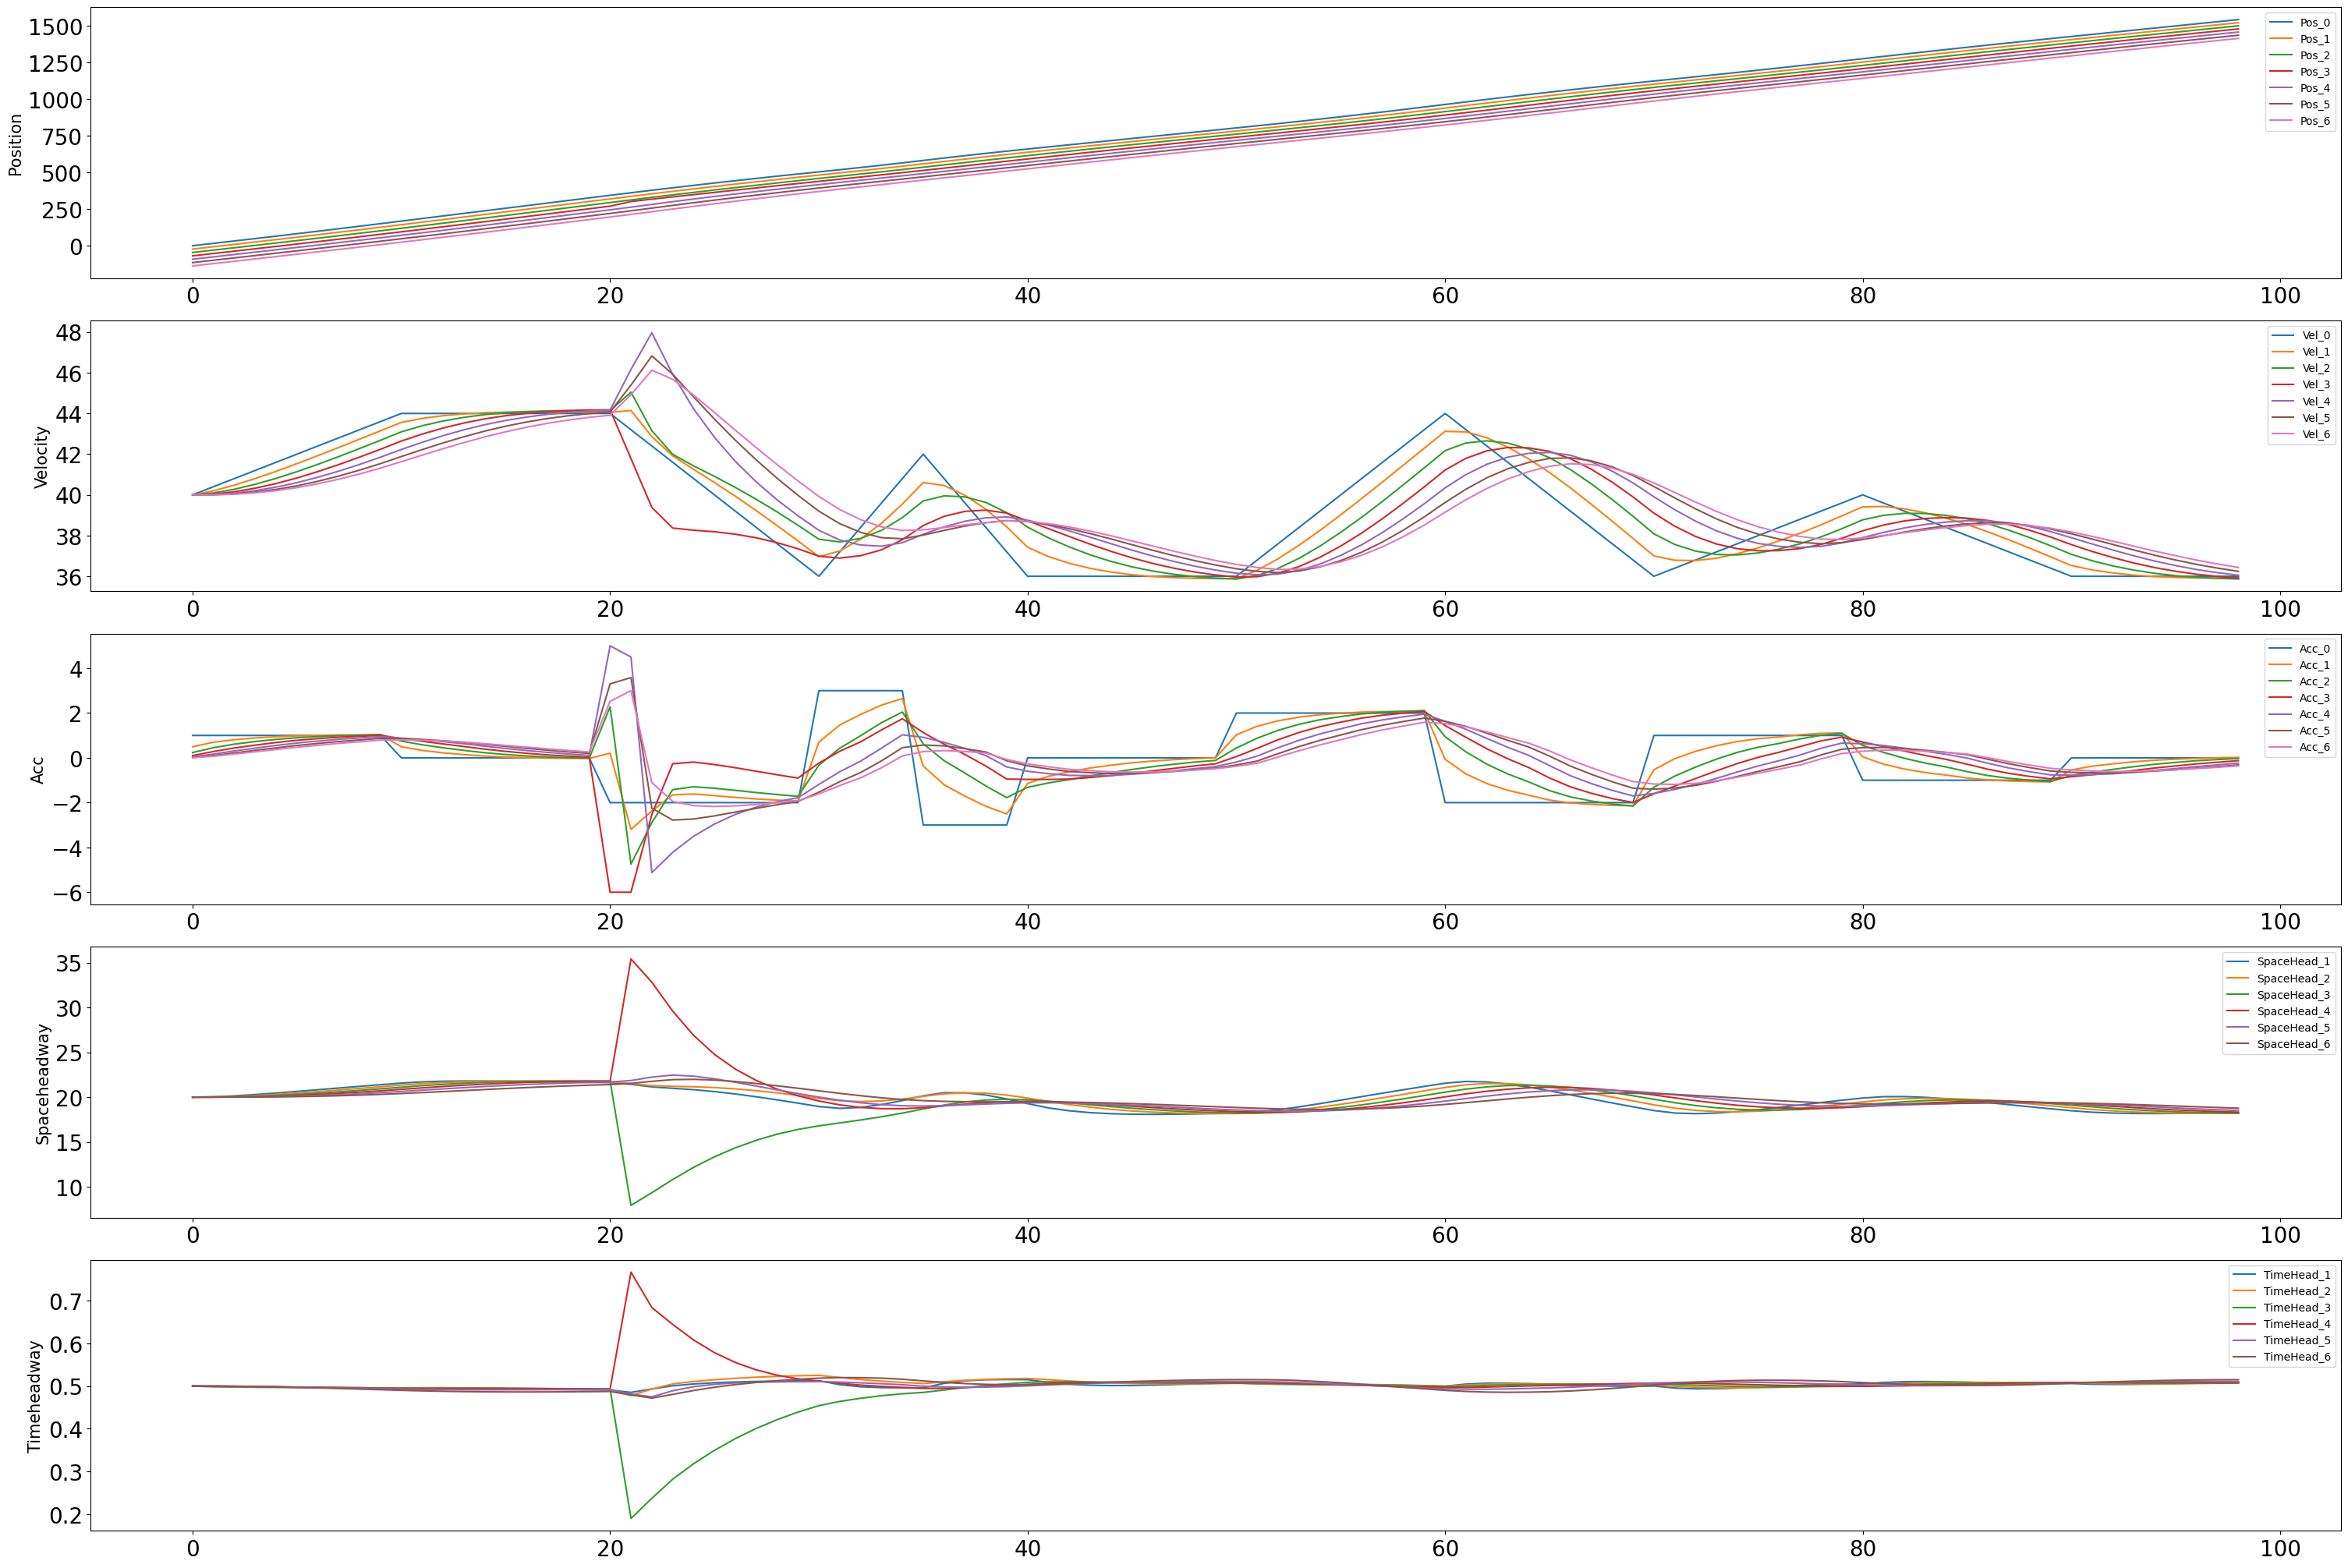 Position
1500
1250
1000
750
500
250
0
0 20 40 60 80 100
Pos_0
Pos_1
Pos_2
Pos_3
Pos_4
Pos_5
Pos_6
Velocity
48
46
44
42
40
38
36
0 20 40 60 80 100
Vel_0
Vel_1
Vel_2
Vel_3
Vel_4
Vel_5
Vel_6
Acc
4
2
0
−2
−4
−6
0 20 40 60 80 100
Acc_0
Acc_1
Acc_2
Acc_3
Acc_4
Acc_5
Acc_6
Spaceheadway
35
30
25
20
15
10
0 20 40 60 80 100
SpaceHead_1
SpaceHead_2
SpaceHead_3
SpaceHead_4
SpaceHead_5
SpaceHead_6
Timeheadway
0.7
0.6
0.5
0.4
0.3
0.2
0 20 40 60 80 100
TimeHead_1
TimeHead_2
TimeHead_3
TimeHead_4
TimeHead_5
TimeHead_6